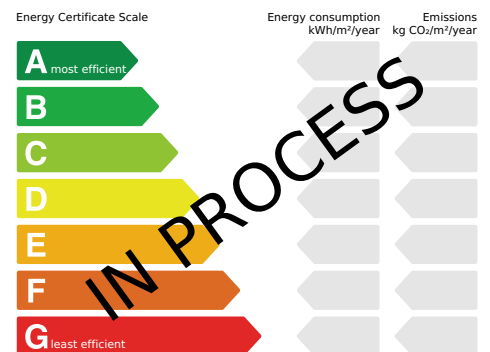 Energy Certificate Scale
Energy consumption
kWh/m²/year
Emissions
kg CO₂/m²/year
A most efficient
B
C
D
E
F
G least efficient
IN PROCESS